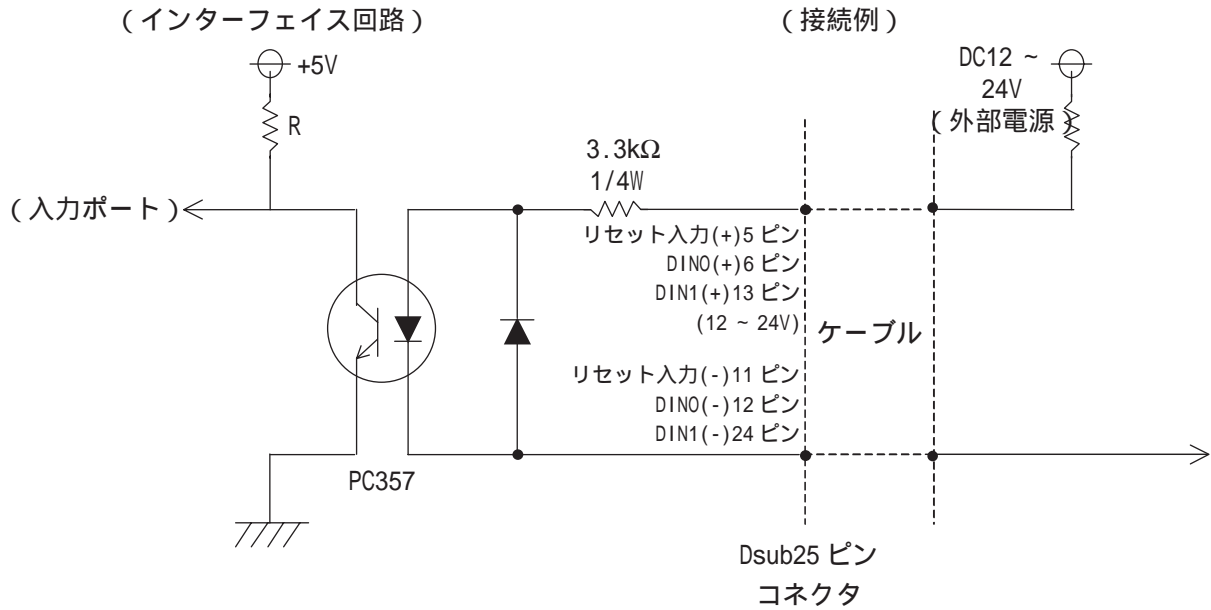 (インターフェイス回路)
(接続例)
+5V
R
DC12 ~
24V
(外部電源)
3.3kΩ
1/4W
(入力ポート)
リセット入力(+)5 ピン
DIN0(+)6 ピン
DIN1(+)13 ピン
(12 ~ 24V)
ケーブル
リセット入力(-)11 ピン
DIN0(-)12 ピン
DIN1(-)24 ピン
PC357
Dsub25 ピン
コネクタ